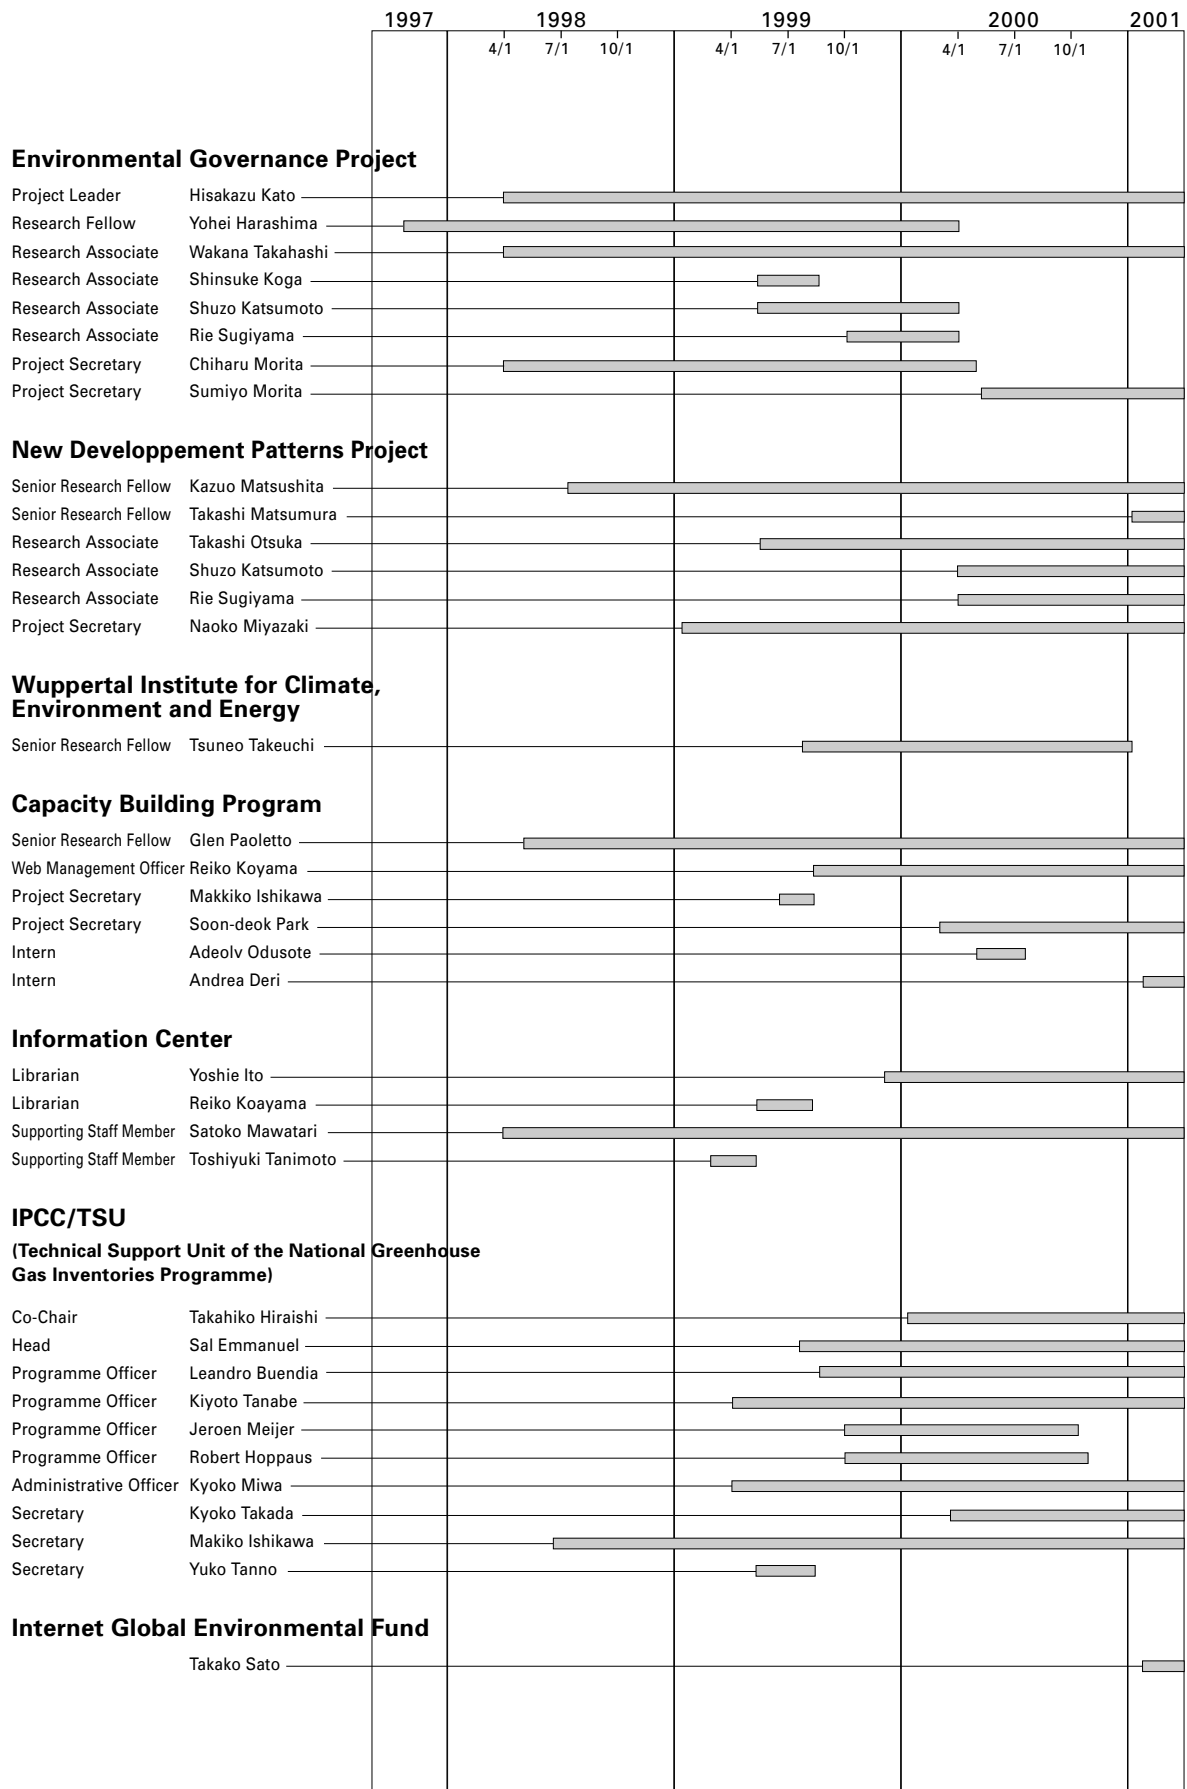 1997 1998 1999 2000 2001
4/1 7/1 10/1 4/1 7/1 10/1 4/1 7/1 10/1
Environmental Governance Project
Project Leader Hisakazu Kato
Research Fellow Yohei Harashima
Research Associate Wakana Takahashi
Research Associate Shinsuke Koga
Research Associate Shuzo Katsumoto
Research Associate Rie Sugiyama
Project Secretary Chiharu Morita
Project Secretary Sumiyo Morita
New Developpement Patterns Project
Senior Research Fellow Kazuo Matsushita
Senior Research Fellow Takashi Matsumura
Research Associate Takashi Otsuka
Research Associate Shuzo Katsumoto
Research Associate Rie Sugiyama
Project Secretary Naoko Miyazaki
Wuppertal Institute for Climate,
Environment and Energy
Senior Research Fellow Tsuneo Takeuchi
Capacity Building Program
Senior Research Fellow Glen Paoletto
Web Management Officer Reiko Koyama
Project Secretary Makkiko Ishikawa
Project Secretary Soon-deok Park
Intern Adeolv Odusote
Intern Andrea Deri
Information Center
Librarian Yoshie Ito
Librarian Reiko Koayama
Supporting Staff Member Satoko Mawatari
Supporting Staff Member Toshiyuki Tanimoto
IPCC/TSU
(Technical Support Unit of the National Greenhouse
Gas Inventories Programme)
Co-Chair Takahiko Hiraishi
Head Sal Emmanuel
Programme Officer Leandro Buendia
Programme Officer Kiyoto Tanabe
Programme Officer Jeroen Meijer
Programme Officer Robert Hoppaus
Administrative Officer Kyoko Miwa
Secretary Kyoko Takada
Secretary Makiko Ishikawa
Secretary Yuko Tanno
Internet Global Environmental Fund
Takako Sato